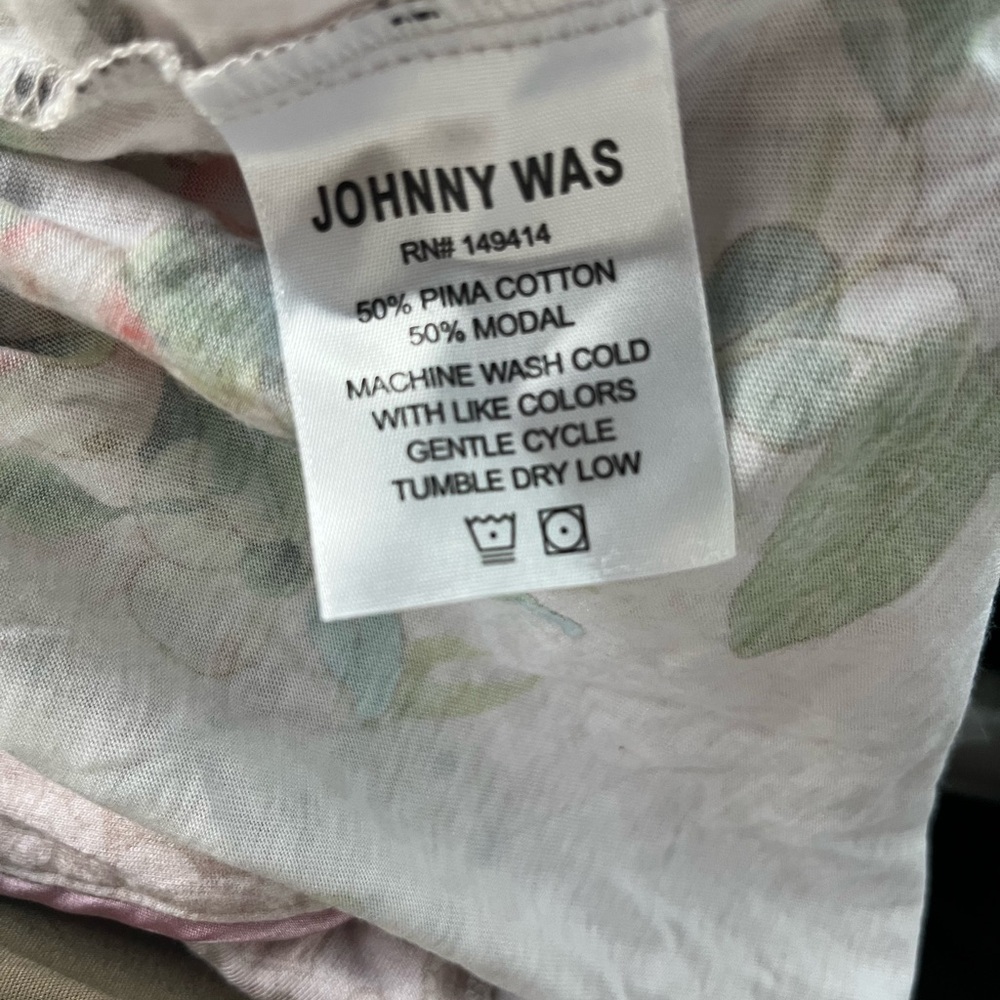 JOHNNY WAS
RN# 149414
50% PIMA COTTON
50% MODAL
MACHINE WASH COLD
WITH LIKE COLORS
GENTLE CYCLE
TUMBLE DRY LOW